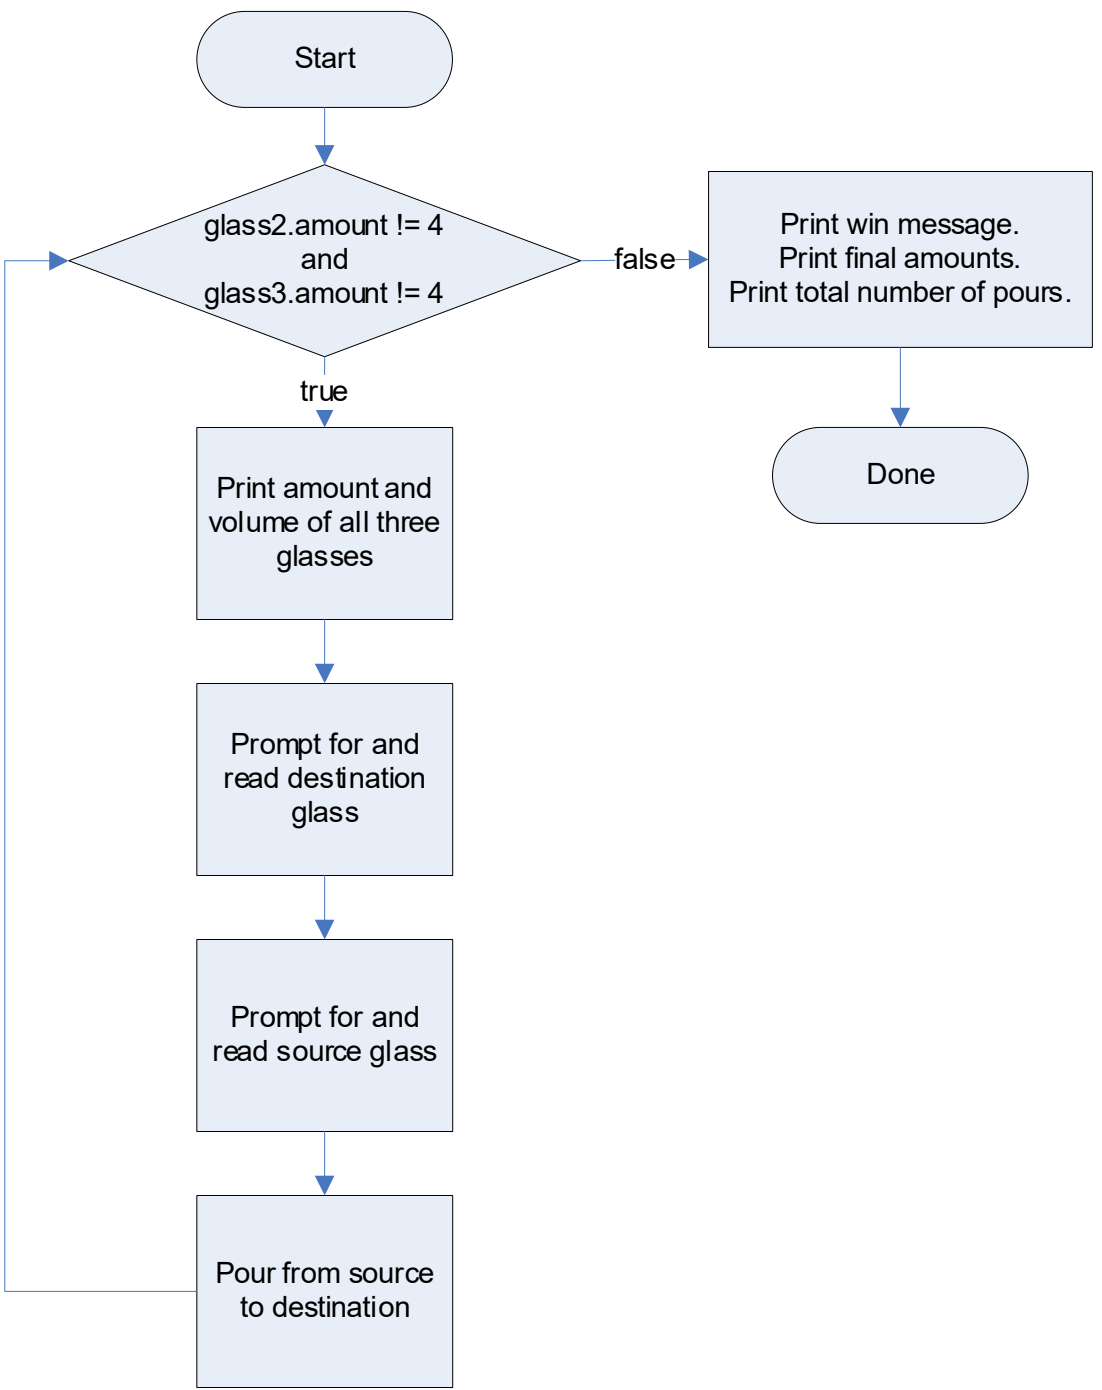 Start
glass2.amount != 4
and
glass3.amount != 4
false
Print win message.
Print final amounts.
Print total number of pours.
true
Done
Print amount and
volume of all three
glasses
Prompt for and
read destination
glass
Prompt for and
read source glass
Pour from source
to destination